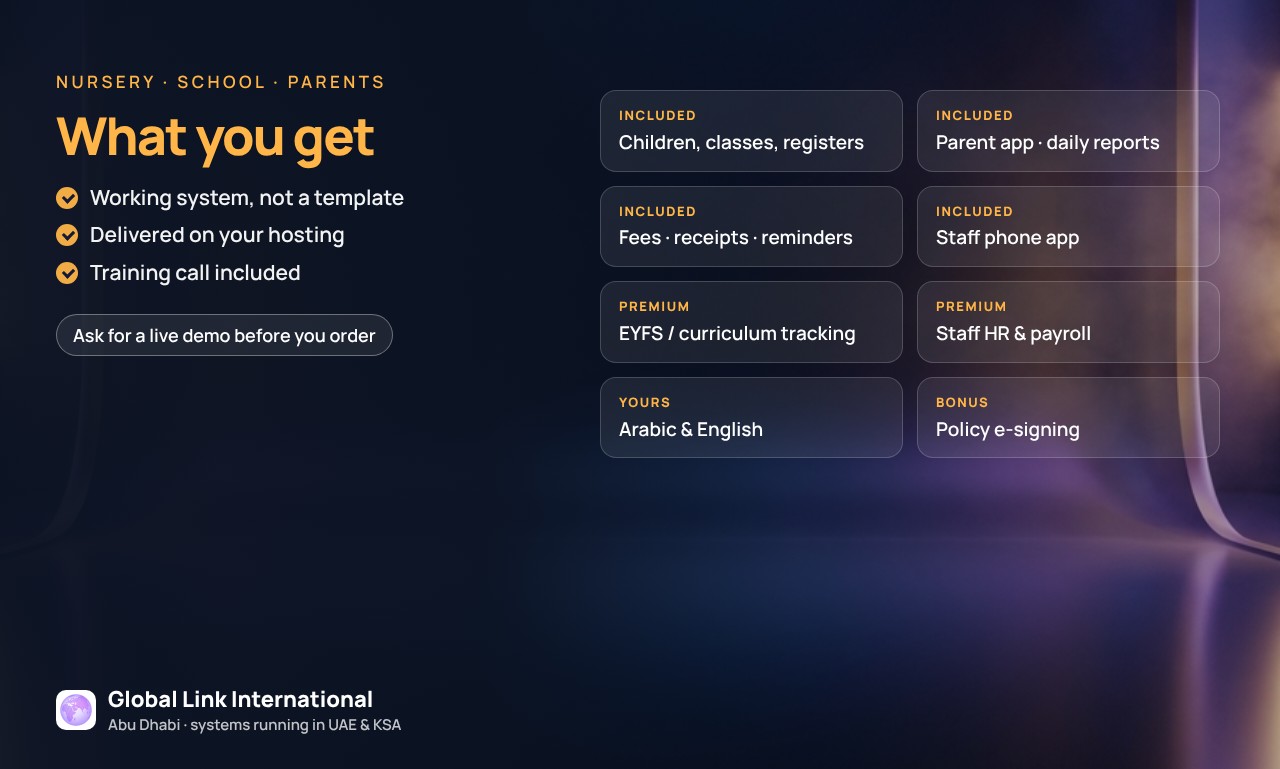 NURSERY · SCHOOL · PARENTS
What you get
Working system, not a template
Delivered on your hosting
Training call included
Ask for a live demo before you order
INCLUDED
Children, classes, registers
INCLUDED
Parent app · daily reports
INCLUDED
Fees · receipts · reminders
INCLUDED
Staff phone app
PREMIUM
EYFS / curriculum tracking
PREMIUM
Staff HR & payroll
YOURS
Arabic & English
BONUS
Policy e-signing
Global Link International
Abu Dhabi · systems running in UAE & KSA